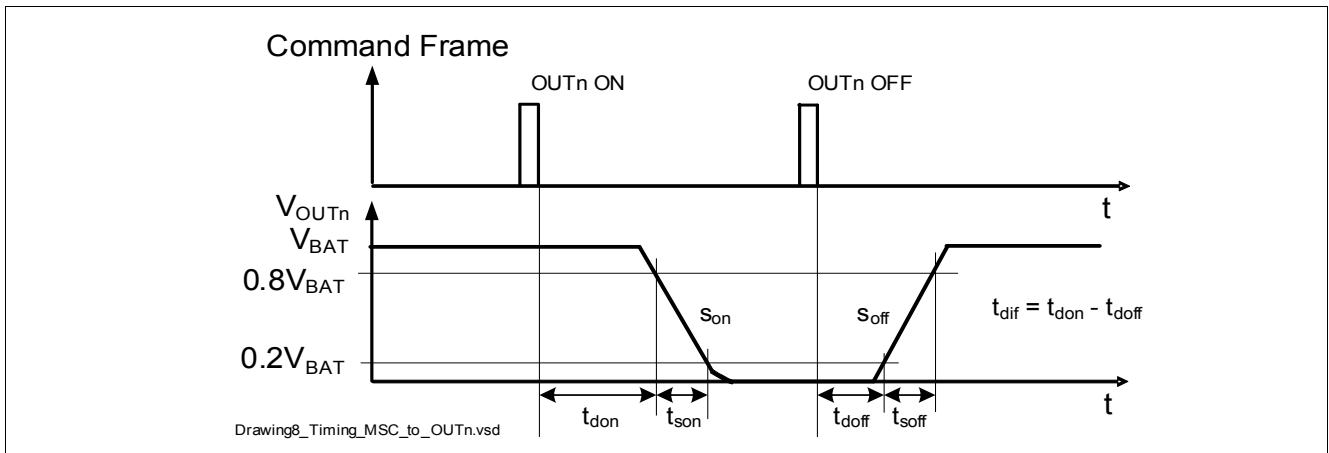 Command Frame
OUTn ON
OUTn OFF
t
VOUTn
VBAT
0.8VBAT
son
soff
tdif = tdon - tdoff
0.2VBAT
tdon
tson
tdoff
tsoff
t
Drawing8_Timing_MSC_to_OUTn.vsd